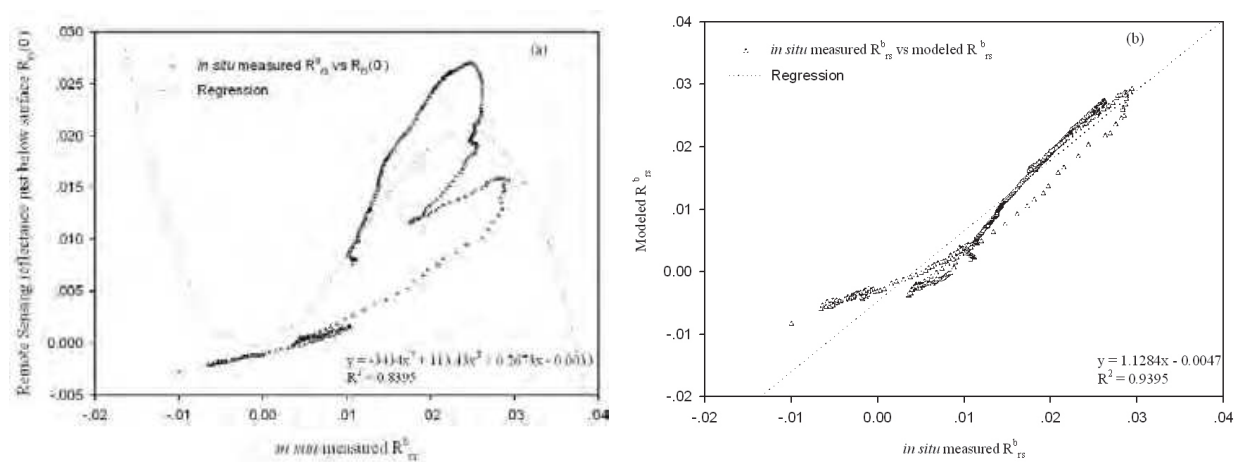 (a)
in situ measured R^b_rs vs R_rs(0^-)
Regression
Remote Sensing reflectance just below surface R_rs(0)
.030
.025
.020
.015
.010
.005
.000
-.005
R² = 0.8395
-.02 -.01 0.00 .01 .02 .03 .04
in situ measured R^b_rs
(b)
in situ measured R^b_rs vs modeled R^b_rs
Regression
Modeled R^b_rs
.04
.03
.02
.01
0.00
-.01
-.02
y = 1.1284x - 0.0047
R² = 0.9395
-.02 -.01 0.00 .01 .02 .03 .04
in situ measured R^b_rs